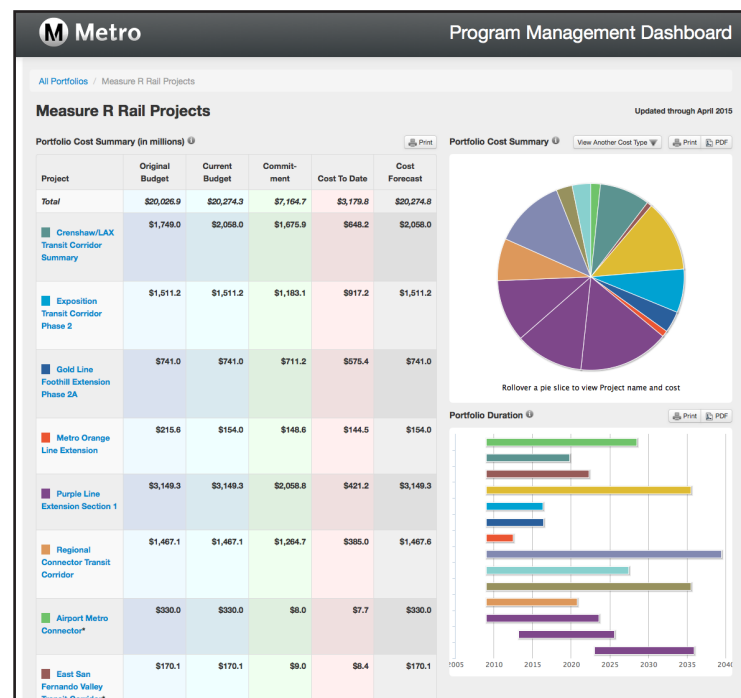 M Metro
Program Management Dashboard
All Portfolios / Measure R Rail Projects
Measure R Rail Projects
Updated through April 2015
Portfolio Cost Summary (in millions)
Print
Project Original Budget Current Budget Commit-ment Cost To Date Cost Forecast
Total $20,026.9 $20,274.3 $7,164.7 $3,179.8 $20,274.8
Crenshaw/LAX $1,749.0 $2,058.0 $1,675.9 $648.2 $2,058.0
Transit Corridor
Summary
Exposition $1,511.2 $1,511.2 $1,183.1 $917.2 $1,511.2
Transit Corridor
Phase 2
Gold Line $741.0 $741.0 $711.2 $575.4 $741.0
Foothill Extension
Phase 2A
Metro Orange $215.6 $154.0 $148.6 $144.5 $154.0
Line Extension
Purple Line $3,149.3 $3,149.3 $2,058.8 $421.2 $3,149.3
Extension Section 1
Regional $1,467.1 $1,467.1 $1,264.7 $385.0 $1,467.6
Connector Transit
Corridor
Airport Metro $330.0 $330.0 $8.0 $7.7 $330.0
Connector*
East San $170.1 $170.1 $9.0 $8.4 $170.1
Fernando Valley
Portfolio Cost Summary
View Another Cost Type
Print PDF
Rollover a pie slice to view Project name and cost
Portfolio Duration
Print PDF
2005 2010 2015 2020 2025 2030 2035